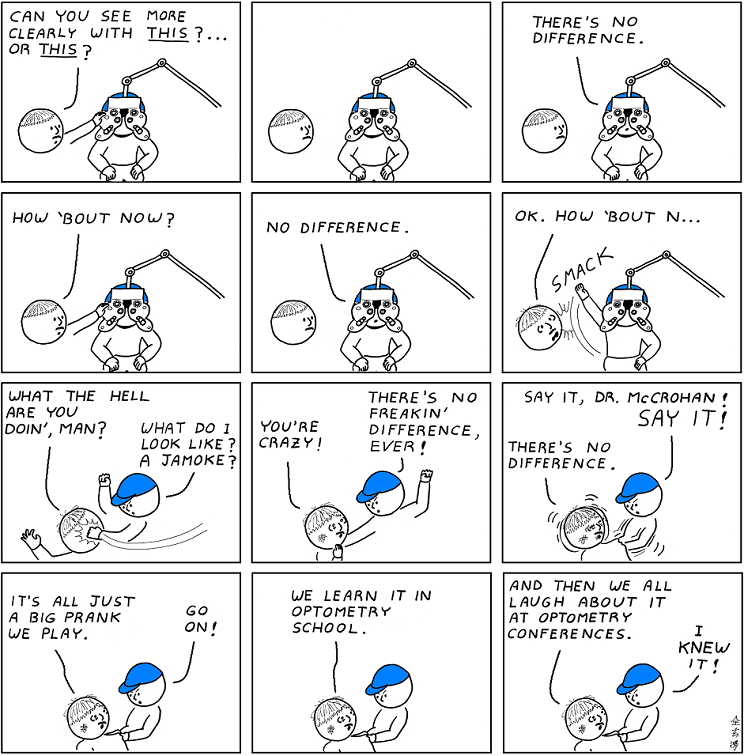 CAN YOU SEE MORE
CLEARLY WITH THIS?...
OR THIS?
THERE'S NO
DIFFERENCE.
HOW 'BOUT NOW?
NO DIFFERENCE.
OK. HOW 'BOUT N...
SMACK
WHAT THE HELL
ARE YOU
DOIN', MAN?
WHAT DO I
LOOK LIKE?
A JAMOKE?
YOU'RE
CRAZY!
THERE'S NO
FREAKIN'
DIFFERENCE,
EVER!
SAY IT, DR. McCROHAN!
SAY IT!
THERE'S NO
DIFFERENCE.
IT'S ALL JUST
A BIG PRANK
WE PLAY.
GO
ON!
WE LEARN IT IN
OPTOMETRY
SCHOOL.
AND THEN WE ALL
LAUGH ABOUT IT
AT OPTOMETRY
CONFERENCES.
I
KNEW
IT!